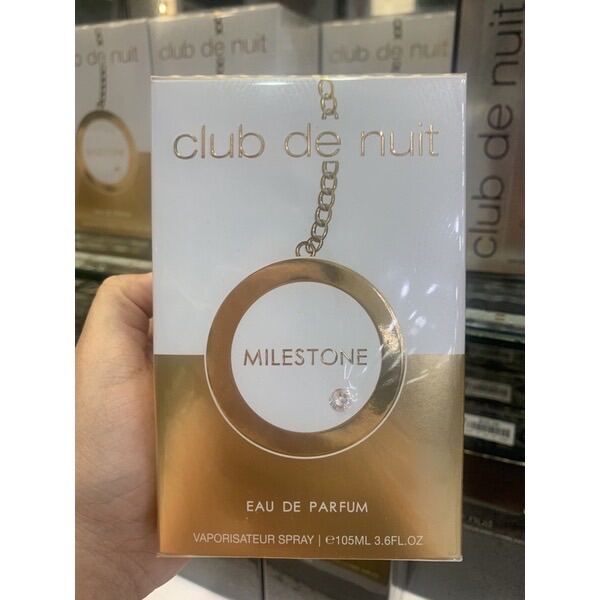 club de nuit
club de nuit
club de nuit
club de nuit
MILESTONE
MILESTONE
EAU DE PARFUM
VAPORISATEUR SPRAY | ℮105ML 3.6FL.OZ